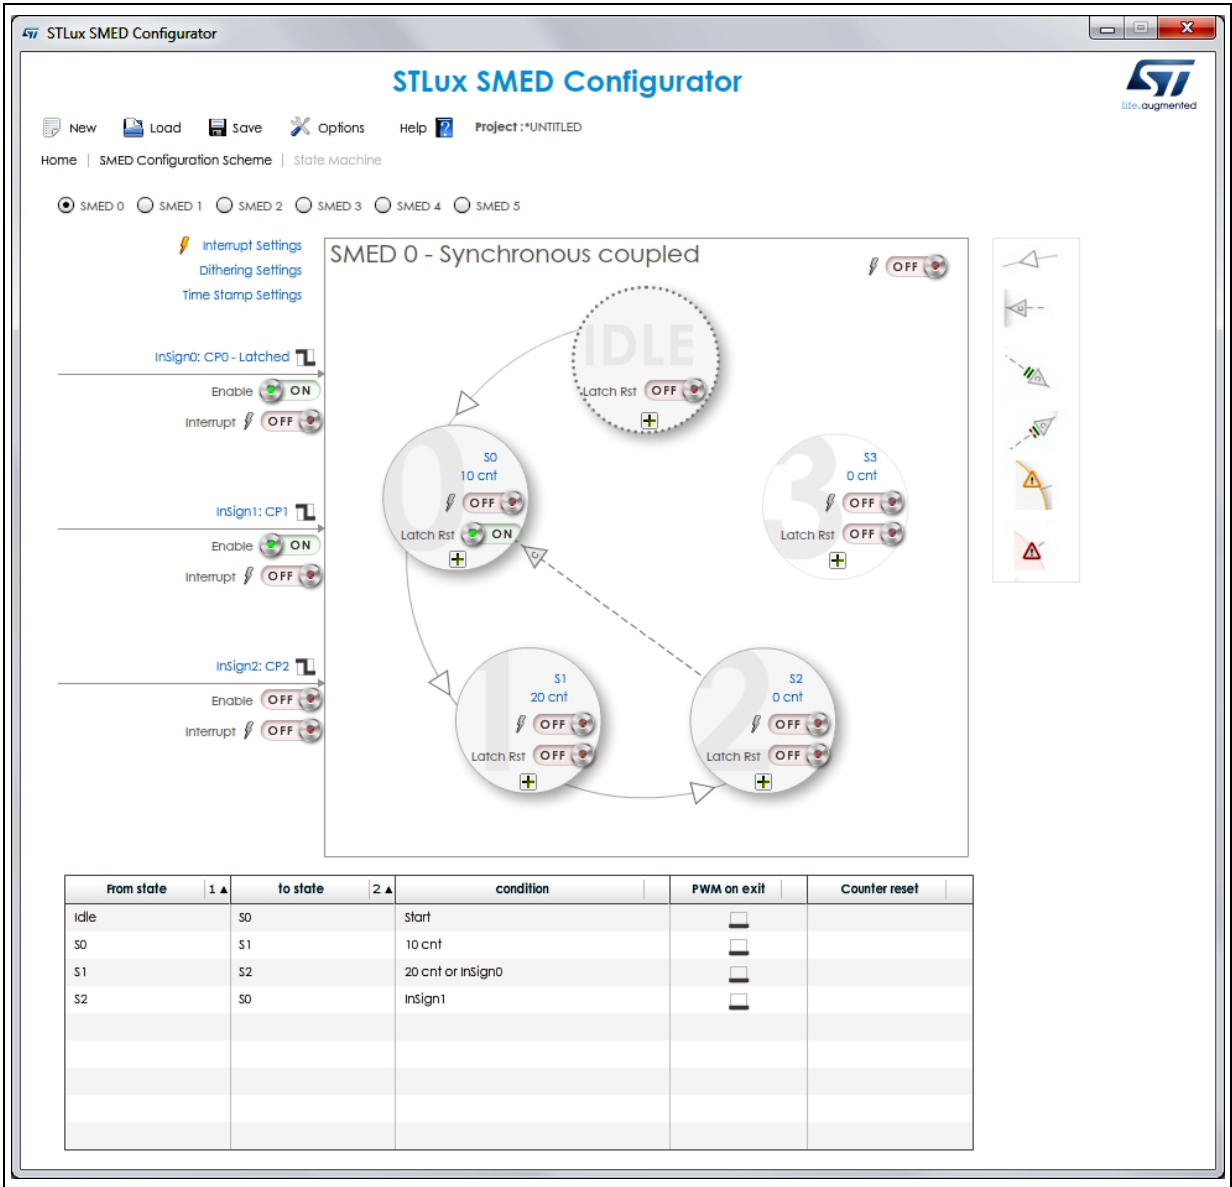 STLux SMED Configurator
STLux SMED Configurator
life.augmented
New Load Save Options Help ? Project :*UNTITLED
Home | SMED Configuration Scheme | State Machine
SMED 0 SMED 1 SMED 2 SMED 3 SMED 4 SMED 5
Interrupt Settings
Dithering Settings
Time Stamp Settings
SMED 0 - Synchronous coupled
OFF
IDLE
Latch Rst OFF
InSign0: CP0 - Latched
Enable ON
Interrupt OFF
0
S0
10 cnt
OFF
Latch Rst ON
3
S3
0 cnt
OFF
Latch Rst OFF
InSign1: CP1
Enable ON
Interrupt OFF
InSign2: CP2
Enable OFF
Interrupt OFF
1
S1
20 cnt
OFF
Latch Rst OFF
2
S2
0 cnt
OFF
Latch Rst OFF
From state 1▲ to state 2▲ condition PWM on exit Counter reset
Idle S0 Start
S0 S1 10 cnt
S1 S2 20 cnt or InSign0
S2 S0 InSign1